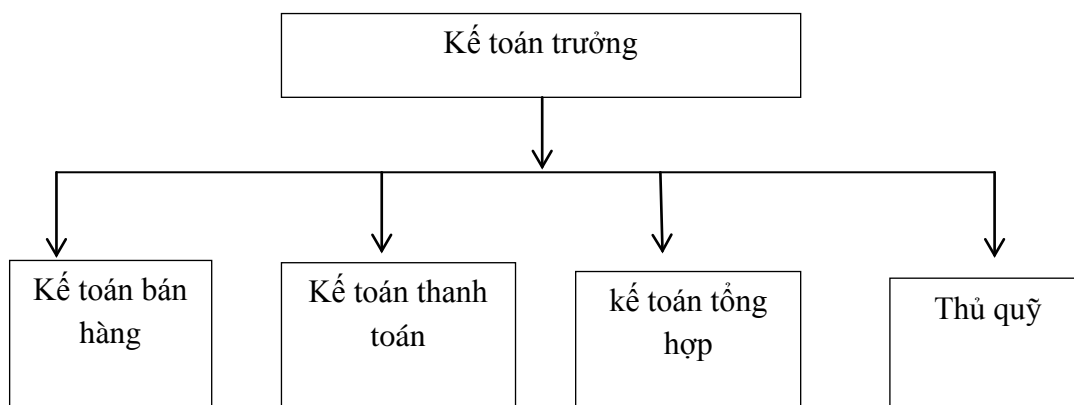 Kế toán trưởng
Kế toán bán
hàng
Kế toán thanh
toán
kế toán tổng
hợp
Thủ quỹ